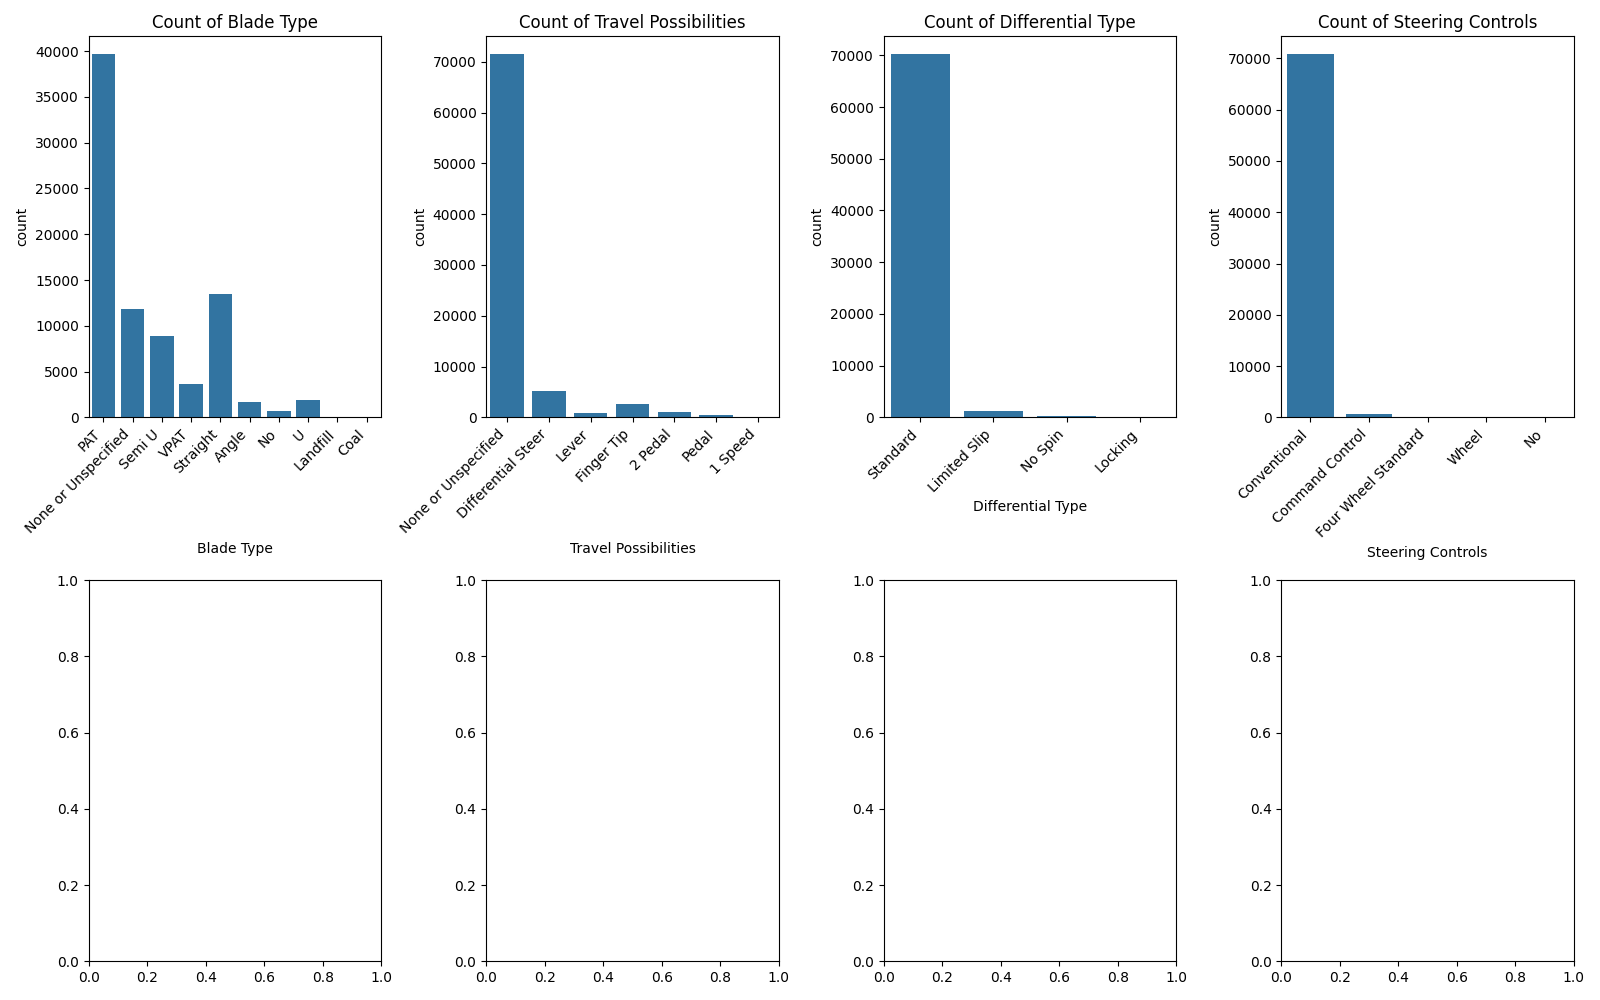 Count of Blade Type
40000
35000
30000
25000
20000
15000
10000
5000
0
count
PAT
None or Unspecified
Semi U
VPAT
Straight
Angle
No
U
Landfill
Coal
Blade Type
Count of Travel Possibilities
70000
60000
50000
40000
30000
20000
10000
0
count
None or Unspecified
Differential Steer
Lever
Finger Tip
2 Pedal
Pedal
1 Speed
Travel Possibilities
Count of Differential Type
70000
60000
50000
40000
30000
20000
10000
0
count
Standard
Limited Slip
No Spin
Locking
Differential Type
Count of Steering Controls
70000
60000
50000
40000
30000
20000
10000
0
count
Conventional
Command Control
Four Wheel Standard
Wheel
No
Steering Controls
1.0
0.8
0.6
0.4
0.2
0.0
0.0 0.2 0.4 0.6 0.8 1.0
1.0
0.8
0.6
0.4
0.2
0.0
0.0 0.2 0.4 0.6 0.8 1.0
1.0
0.8
0.6
0.4
0.2
0.0
0.0 0.2 0.4 0.6 0.8 1.0
1.0
0.8
0.6
0.4
0.2
0.0
0.0 0.2 0.4 0.6 0.8 1.0